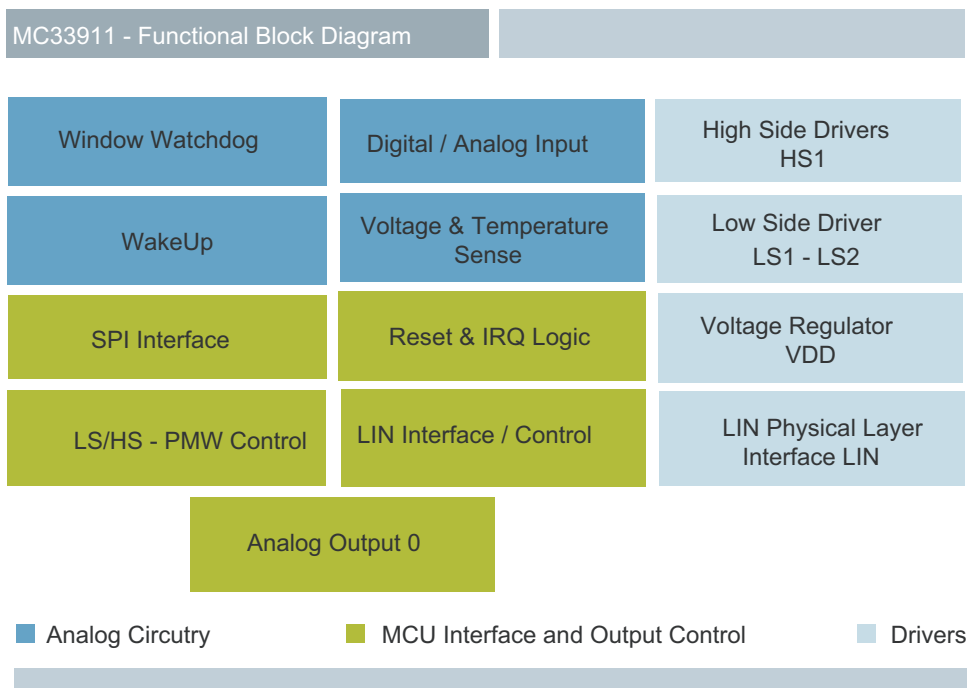 MC33911 - Functional Block Diagram
Window Watchdog
Digital / Analog Input
High Side Drivers
HS1
WakeUp
Voltage & Temperature
Sense
Low Side Driver
LS1 - LS2
SPI Interface
Reset & IRQ Logic
Voltage Regulator
VDD
LS/HS - PMW Control
LIN Interface / Control
LIN Physical Layer
Interface LIN
Analog Output 0
Analog Circutry
MCU Interface and Output Control
Drivers